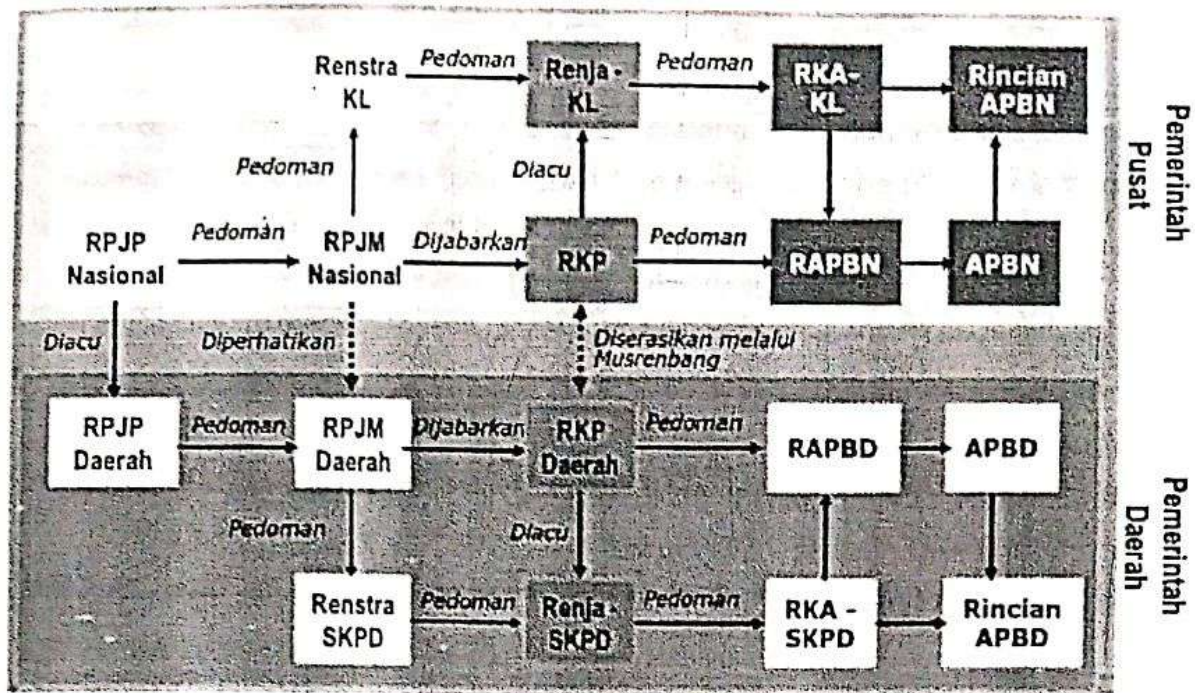 Renstra
KL
Pedoman
Renja -
KL
Pedoman
RKA-
KL
Rincian
APBN
Pedoman
Diacu
RPJP
Nasional
Pedoman
RPJM
Nasional
Dijabarkan
RKP
Pedoman
RAPBN
APBN
Pemerintah
Pusat
Diacu
Diperhatikan
Diserasikan melalui
Musrenbang
RPJP
Daerah
Pedoman
RPJM
Daerah
Dijabarkan
RKP
Daerah
Pedoman
RAPBD
APBD
Pedoman
Diacu
Renstra
SKPD
Pedoman
Renja -
SKPD
Pedoman
RKA -
SKPD
Rincian
APBD
Pemerintah
Daerah